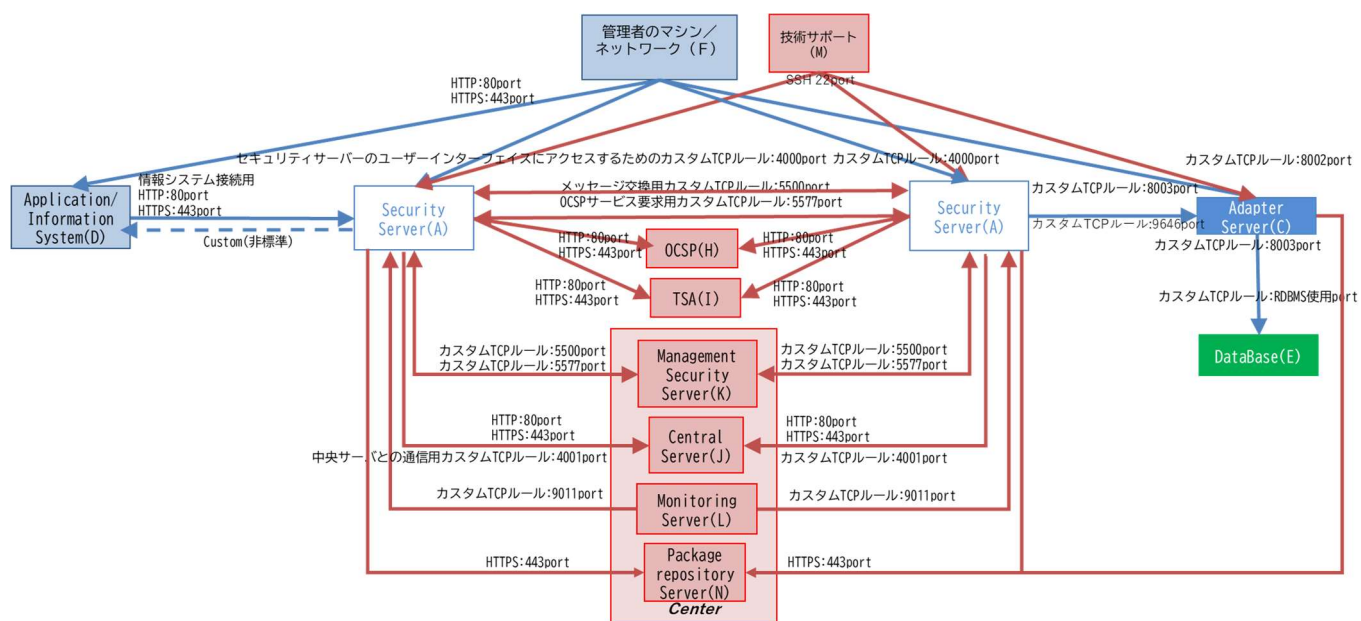 管理者のマシン／
ネットワーク（Ｆ）
技術サポート
(M)
SSH 22port
HTTP:80port
HTTPS:443port
セキュリティサーバーのユーザーインターフェイスにアクセスするためのカスタムTCPルール:4000port
カスタムTCPルール:4000port
カスタムTCPルール:8002port
情報システム接続用
HTTP:80port
HTTPS:443port
Application/
Information
System(D)
Custom(非標準)
Security
Server(A)
メッセージ交換用カスタムTCPルール:5500port
OCSPサービス要求用カスタムTCPルール:5577port
Security
Server(A)
カスタムTCPルール:8003port
カスタムTCPルール:9646port
Adapter
Server(C)
カスタムTCPルール:8003port
HTTP:80port
HTTPS:443port
OCSP(H)
HTTP:80port
HTTPS:443port
HTTP:80port
HTTPS:443port
TSA(I)
HTTP:80port
HTTPS:443port
カスタムTCPルール:RDBMS使用port
DataBase(E)
カスタムTCPルール:5500port
カスタムTCPルール:5577port
Management
Security
Server(K)
カスタムTCPルール:5500port
カスタムTCPルール:5577port
HTTP:80port
HTTPS:443port
中央サーバとの通信用カスタムTCPルール:4001port
Central
Server(J)
HTTP:80port
HTTPS:443port
カスタムTCPルール:4001port
カスタムTCPルール:9011port
Monitoring
Server(L)
カスタムTCPルール:9011port
HTTPS:443port
Package
repository
Server(N)
HTTPS:443port
Center